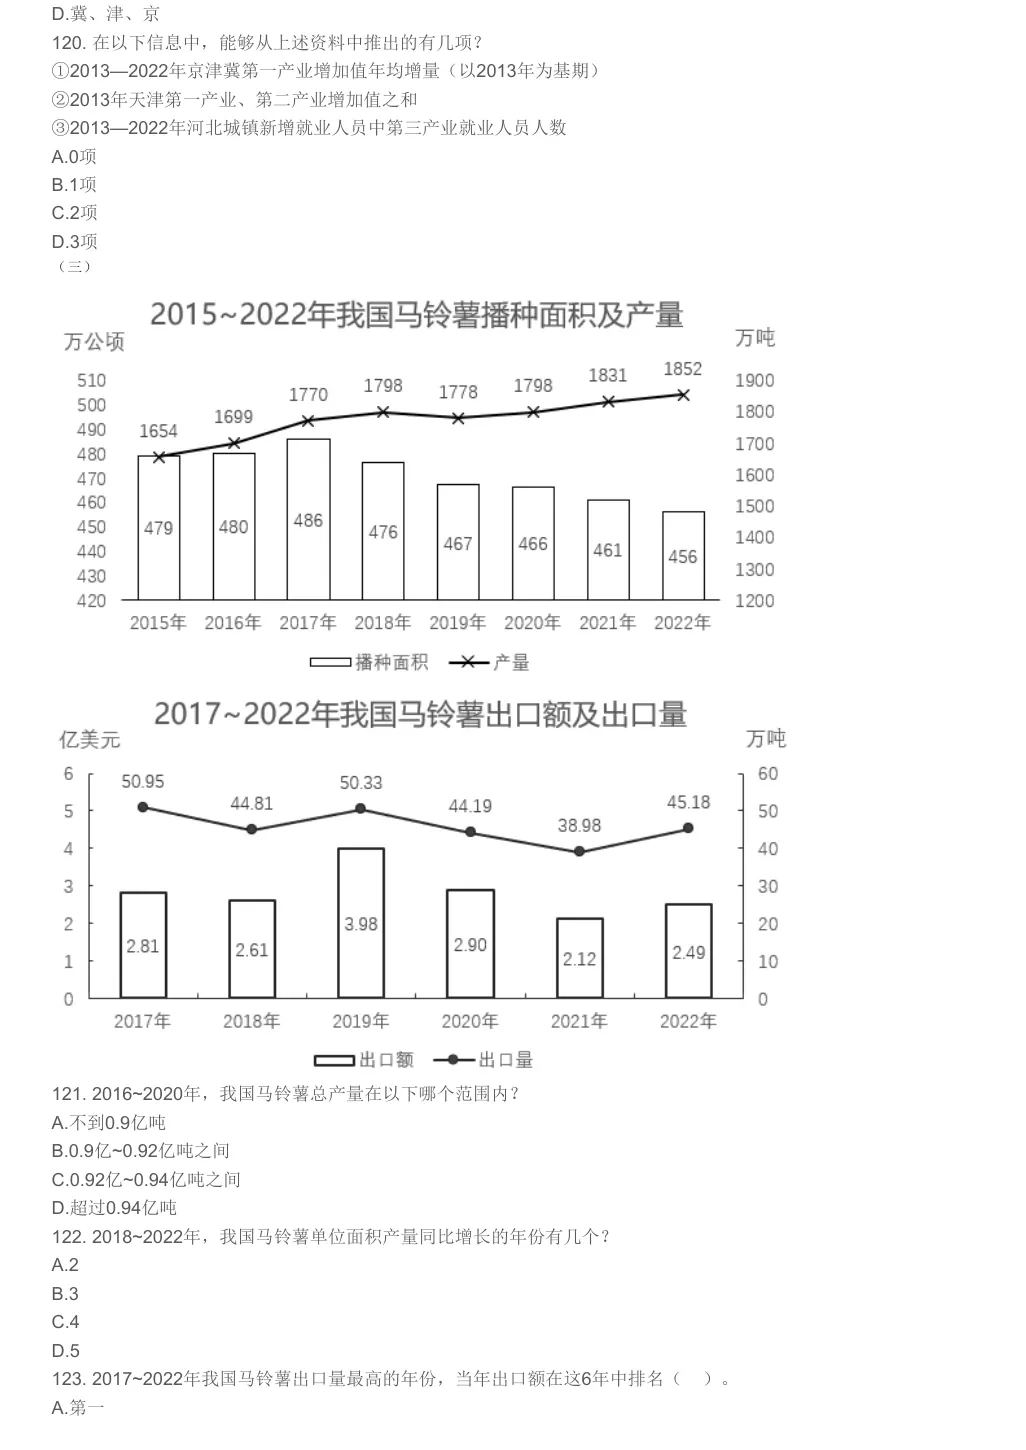 D.冀、津、京
120. 在以下信息中，能够从上述资料中推出的有几项？
①2013—2022年京津冀第一产业增加值年均增量（以2013年为基期）
②2013年天津第一产业、第二产业增加值之和
③2013—2022年河北城镇新增就业人员中第三产业就业人员人数
A.0项
B.1项
C.2项
D.3项
（三）
2015~2022年我国马铃薯播种面积及产量
万公顷
万吨
510
500
490
480
470
460
450
440
430
420
1654
1699
1770
1798
1778
1798
1831
1852
479
480
486
476
467
466
461
456
1900
1800
1700
1600
1500
1400
1300
1200
2015年 2016年 2017年 2018年 2019年 2020年 2021年 2022年
播种面积 产量
2017~2022年我国马铃薯出口额及出口量
亿美元
万吨
6
5
4
3
2
1
0
50.95
44.81
50.33
44.19
38.98
45.18
2.81
2.61
3.98
2.90
2.12
2.49
60
50
40
30
20
10
0
2017年 2018年 2019年 2020年 2021年 2022年
出口额 出口量
121. 2016~2020年，我国马铃薯总产量在以下哪个范围内？
A.不到0.9亿吨
B.0.9亿~0.92亿吨之间
C.0.92亿~0.94亿吨之间
D.超过0.94亿吨
122. 2018~2022年，我国马铃薯单位面积产量同比增长的年份有几个？
A.2
B.3
C.4
D.5
123. 2017~2022年我国马铃薯出口量最高的年份，当年出口额在这6年中排名（ ）。
A.第一